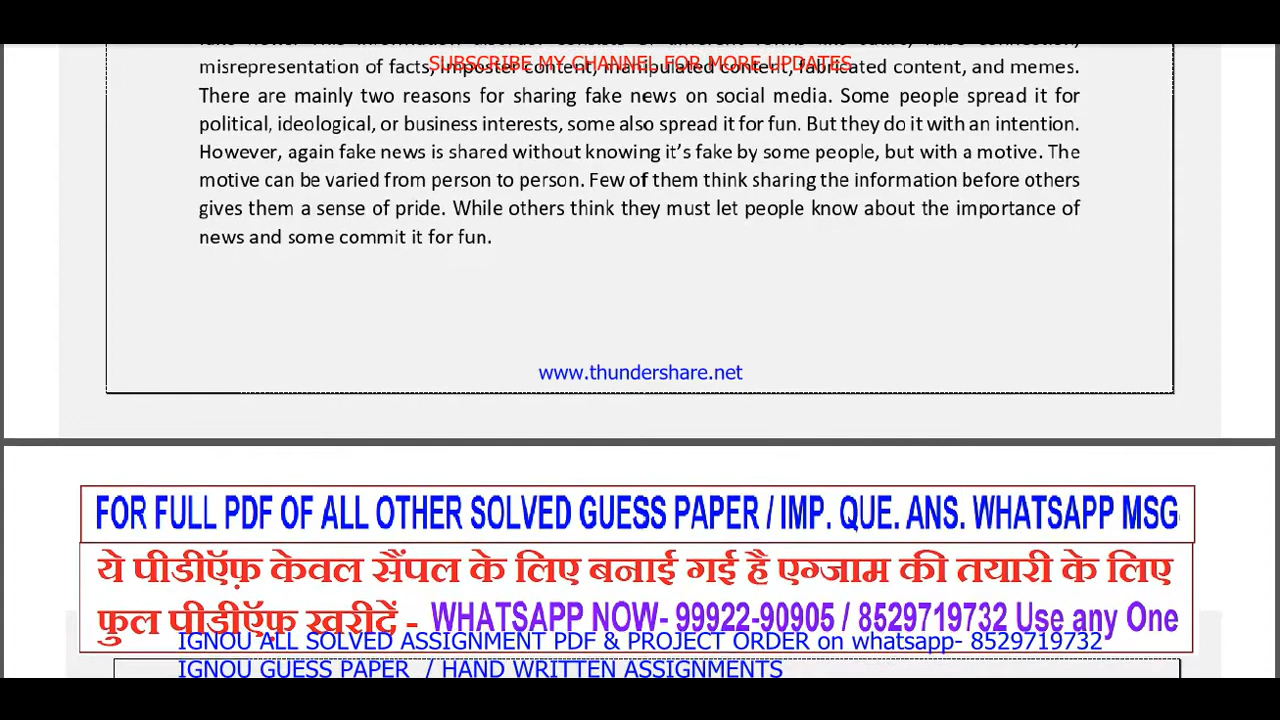 SUBSCRIBE MY CHANNEL FOR MORE UPDATES
misrepresentation of facts, imposter content, manipulated content, fabricated content, and memes.
There are mainly two reasons for sharing fake news on social media. Some people spread it for
political, ideological, or business interests, some also spread it for fun. But they do it with an intention.
However, again fake news is shared without knowing it's fake by some people, but with a motive. The
motive can be varied from person to person. Few of them think sharing the information before others
gives them a sense of pride. While others think they must let people know about the importance of
news and some commit it for fun.
www.thundershare.net
FOR FULL PDF OF ALL OTHER SOLVED GUESS PAPER / IMP. QUE. ANS. WHATSAPP MSG
ये पीडीऍफ़ केवल सैंपल के लिए बनाई गई है एग्जाम की तयारी के लिए
फुल पीडीऍफ़ खरीदें - WHATSAPP NOW- 99922-90905 / 8529719732 Use any One
IGNOU ALL SOLVED ASSIGNMENT PDF & PROJECT ORDER on whatsapp- 8529719732
IGNOU GUESS PAPER / HAND WRITTEN ASSIGNMENTS